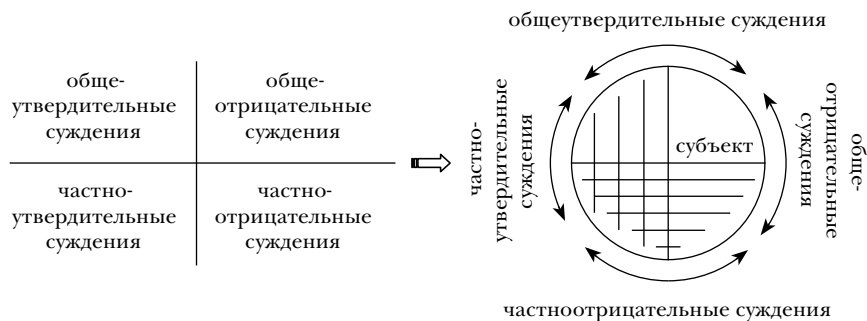 обще-
утвердительные
суждения
обще-
отрицательные
суждения
частно-
утвердительные
суждения
частно-
отрицательные
суждения
общеутвердительные суждения
частно-
утвердительные
суждения
субъект
обще-
отрицательные
суждения
частноотрицательные суждения